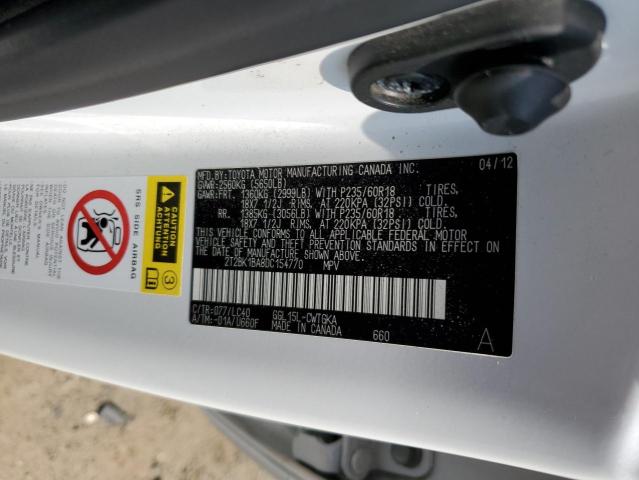 MFD.BY:TOYOTA MOTOR MANUFACTURING CANADA INC. 04/12
GVWR:2560KG (5650LB)
GAWR:FRT. 1360KG (2999LB) WITH P235/60R18 TIRES,
18X7 1/2J RIMS, AT 220KPA (32PSI) COLD.
RR. 1385KG (3056LB) WITH P235/60R18 TIRES,
18X7 1/2J RIMS, AT 220KPA (32PSI) COLD.
THIS VEHICLE CONFORMS TO ALL APPLICABLE FEDERAL MOTOR
VEHICLE SAFETY AND THEFT PREVENTION STANDARDS IN EFFECT
ON THE DATE OF MANUFACTURE SHOWN ABOVE.
2T2BK1BA8DC154770 MPV
C/TR:077/LC40 GGL15L-CWTGKA
A/TM:-01A/U660F MADE IN CANADA 660 A
SRS SIDE AIRBAG
CAUTION
ATTENTION
ACHTUNG
3